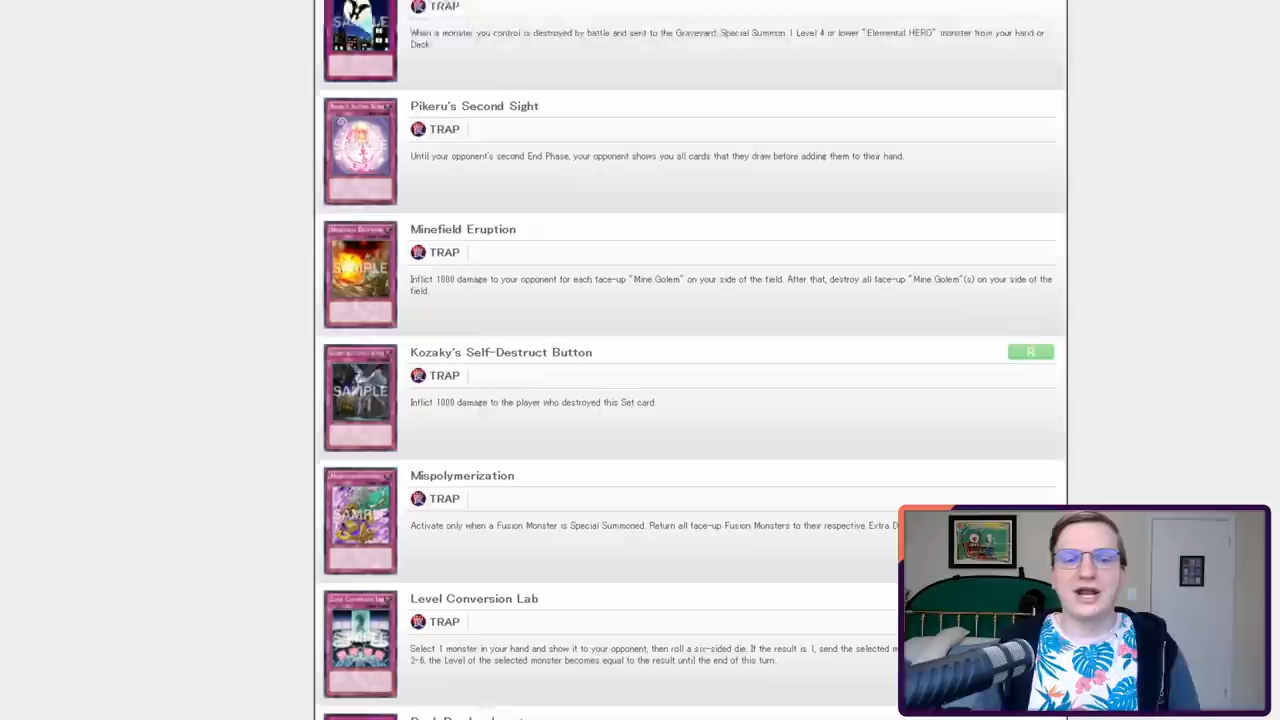 TRAP
When a monster you control is destroyed by battle and sent to the Graveyard: Special Summon 1 Level 4 or lower "Elemental HERO" monster from your hand or
Deck.
Pikeru's Second Sight
TRAP
Until your opponent's second End Phase, your opponent shows you all cards that they draw before adding them to their hand.
SAMPLE
Minefield Eruption
TRAP
Inflict 1000 damage to your opponent for each face-up "Mine Golem" on your side of the field. After that, destroy all face-up "Mine Golem"(s) on your side of the
field.
SAMPLE
Kozaky's Self-Destruct Button
R
TRAP
Inflict 1000 damage to the player who destroyed this Set card.
SAMPLE
Mispolymerization
TRAP
Activate only when a Fusion Monster is Special Summoned. Return all face-up Fusion Monsters to their respective Extra D
SAMPLE
Level Conversion Lab
TRAP
Select 1 monster in your hand and show it to your opponent, then roll a six-sided die. If the result is 1, send the selected m
2-6, the Level of the selected monster becomes equal to the result until the end of this turn.
SAMPLE